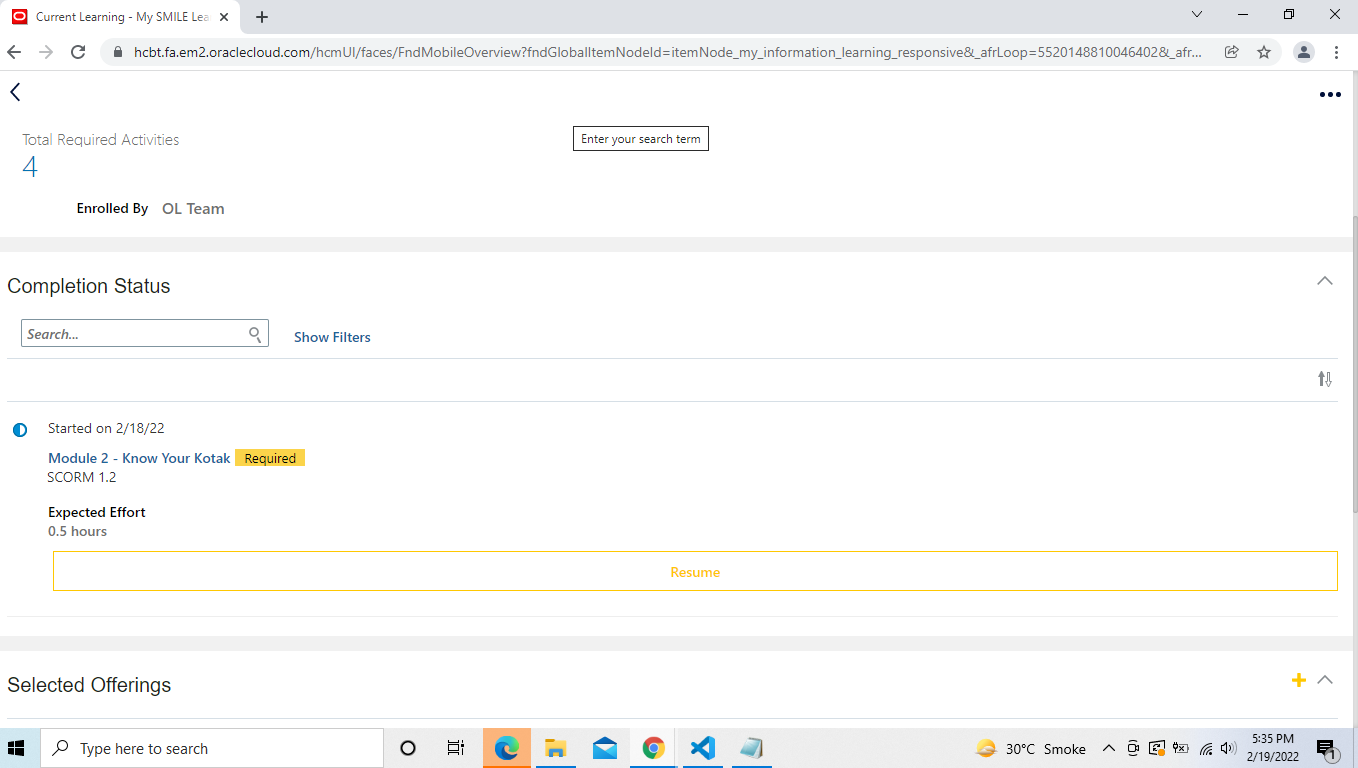 Current Learning - My SMILE Lea
hcbt.fa.em2.oraclecloud.com/hcmUI/faces/FndMobileOverview?fndGlobalItemNodeId=itemNode_my_information_learning_responsive&_afrLoop=5520148810046402&_afr...
Total Required Activities
Enter your search term
4
Enrolled By OL Team
Completion Status
Search...
Show Filters
Started on 2/18/22
Module 2 - Know Your Kotak Required
SCORM 1.2
Expected Effort
0.5 hours
Resume
Selected Offerings
Type here to search
30°C Smoke
5:35 PM
2/19/2022
1